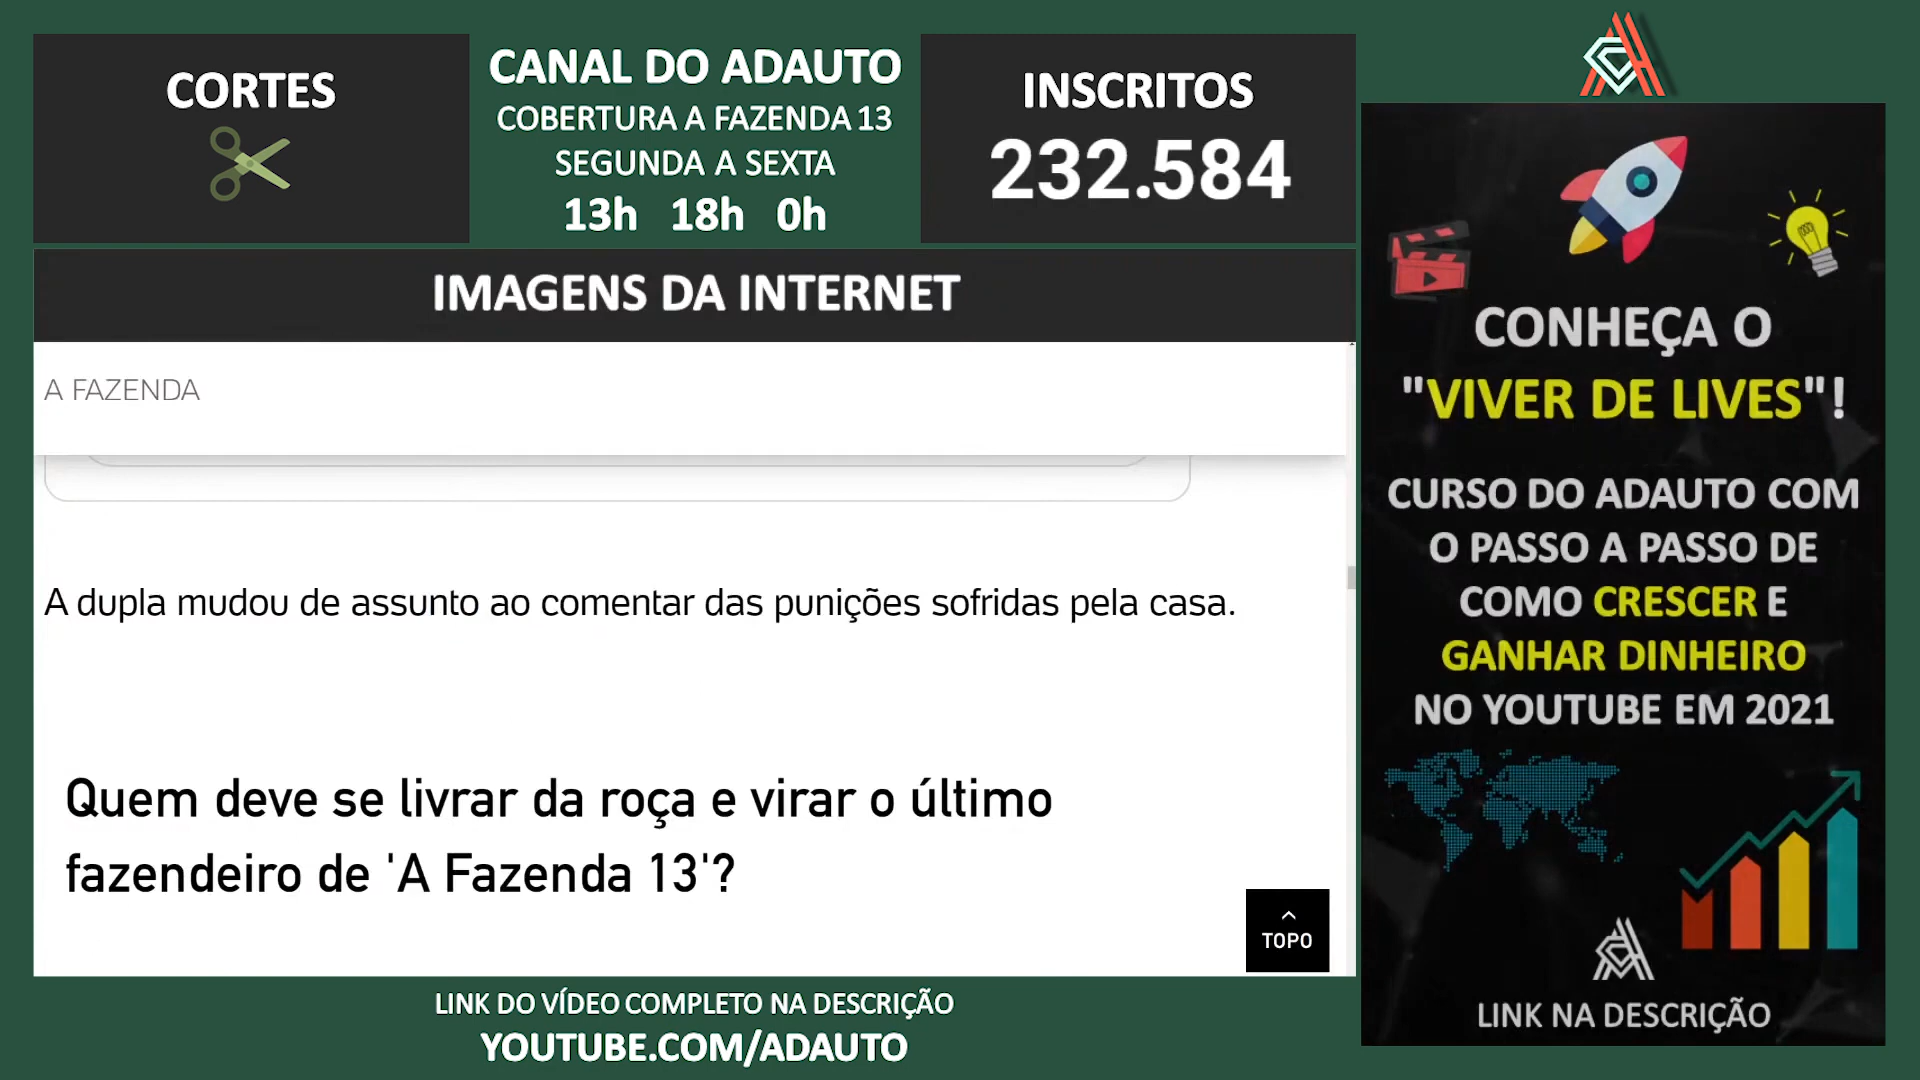 CORTES
CANAL DO ADAUTO
COBERTURA A FAZENDA 13
SEGUNDA A SEXTA
13h 18h 0h
INSCRITOS
232.584
IMAGENS DA INTERNET
A FAZENDA
A dupla mudou de assunto ao comentar das punições sofridas pela casa.
Quem deve se livrar da roça e virar o último
fazendeiro de 'A Fazenda 13'?
TOPO
LINK DO VÍDEO COMPLETO NA DESCRIÇÃO
YOUTUBE.COM/ADAUTO
CONHEÇA O
"VIVER DE LIVES"!
CURSO DO ADAUTO COM
O PASSO A PASSO DE
COMO CRESCER E
GANHAR DINHEIRO
NO YOUTUBE EM 2021
LINK NA DESCRIÇÃO